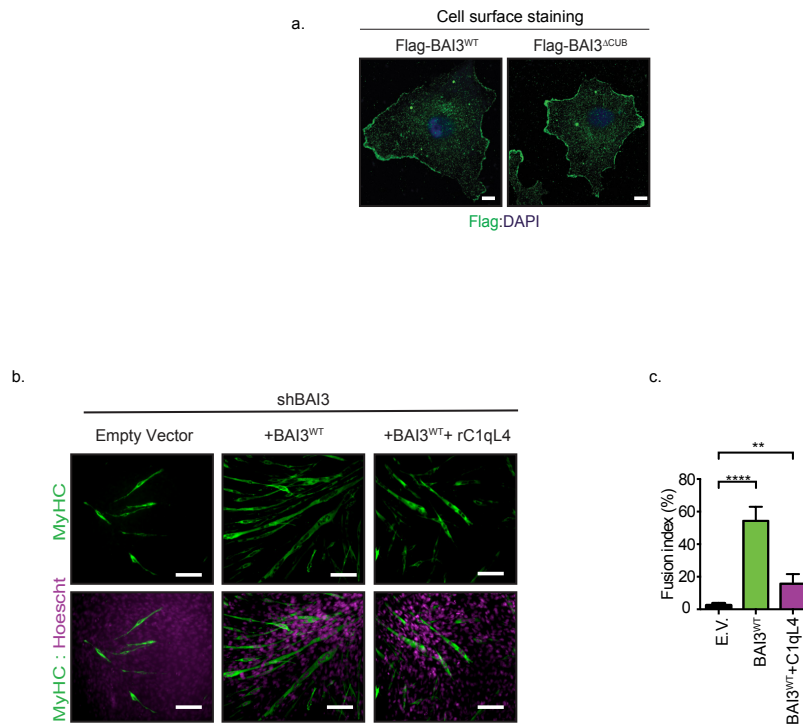 a.
Cell surface staining
Flag-BAI3ᵂᵀ Flag-BAI3ᐞCUB
Flag:DAPI
b.
shBAI3
Empty Vector +BAI3ᵂᵀ +BAI3ᵂᵀ+ rC1qL4
MyHC
MyHC : Hoescht
c.
**
****
Fusion index (%)
80
60
40
20
0
E.V.
BAI3ᵂᵀ
BAI3ᵂᵀ+C1qL4